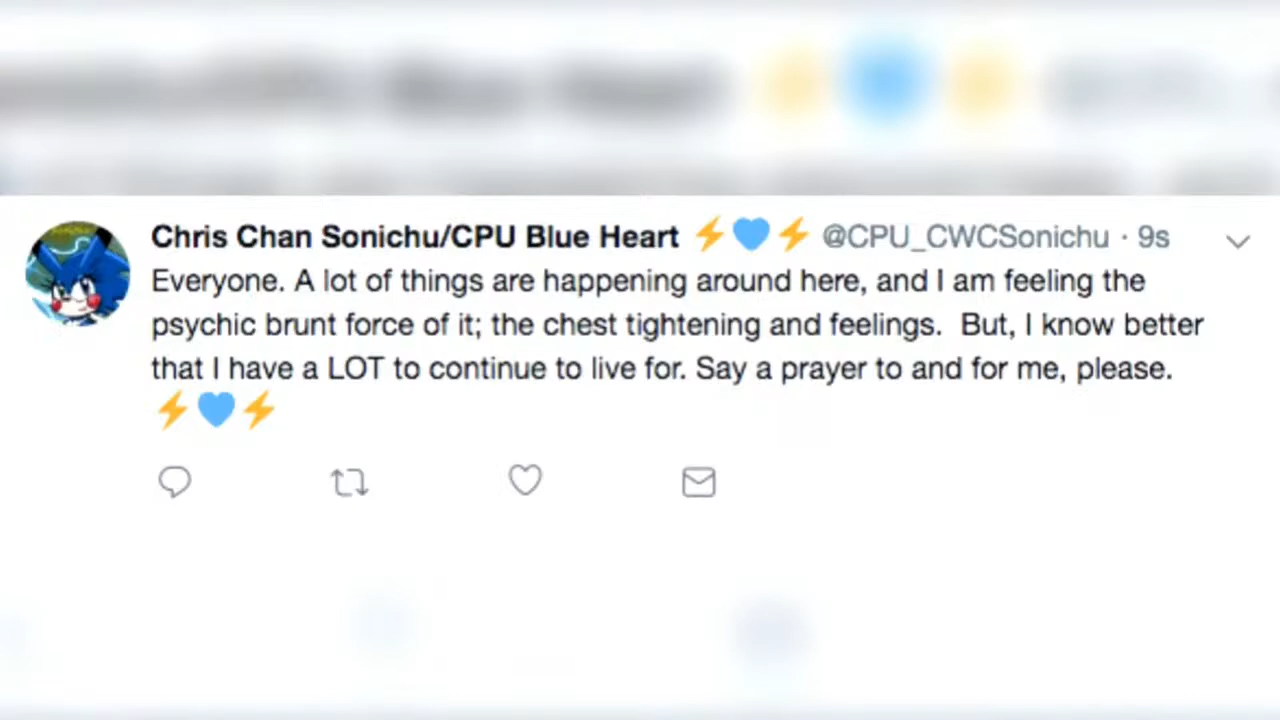 Blue Heart
Chris Chan Sonichu/CPU Blue Heart ⚡💙⚡ @CPU_CWCSonichu · 9s
Everyone. A lot of things are happening around here, and I am feeling the
psychic brunt force of it; the chest tightening and feelings.  But, I know better
that I have a LOT to continue to live for. Say a prayer to and for me, please.
⚡💙⚡